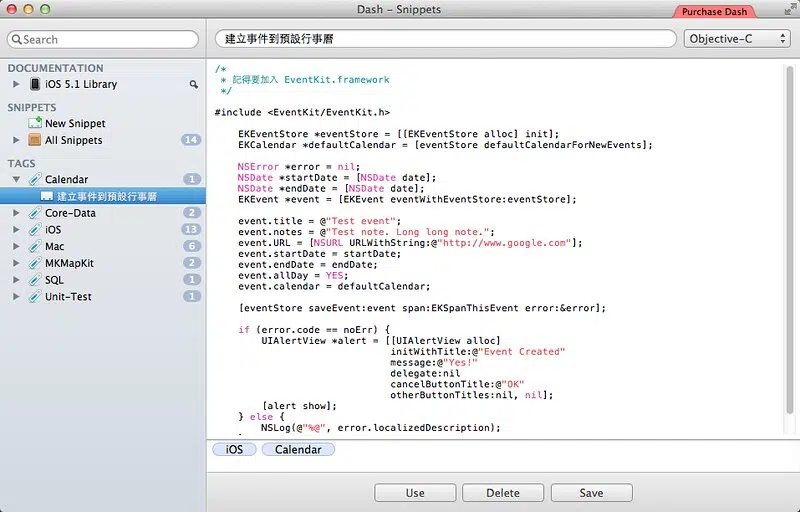 Dash - Snippets
Purchase Dash
Search
建立事件到預設行事曆
Objective-C
DOCUMENTATION
iOS 5.1 Library
SNIPPETS
New Snippet
All Snippets 14
TAGS
Calendar 1
建立事件到預設行事曆
Core-Data 2
iOS 13
Mac 6
MKMapKit 2
SQL 1
Unit-Test 1
/*
* 記得要加入 EventKit.framework
*/
#include <EventKit/EventKit.h>
EKEventStore *eventStore = [[EKEventStore alloc] init];
EKCalendar *defaultCalendar = [eventStore defaultCalendarForNewEvents];
NSError *error = nil;
NSDate *startDate = [NSDate date];
NSDate *endDate = [NSDate date];
EKEvent *event = [EKEvent eventWithEventStore:eventStore];
event.title = @"Test event";
event.notes = @"Test note. Long long note.";
event.URL = [NSURL URLWithString:@"http://www.google.com"];
event.startDate = startDate;
event.endDate = endDate;
event.allDay = YES;
event.calendar = defaultCalendar;
[eventStore saveEvent:event span:EKSpanThisEvent error:&error];
if (error.code == noErr) {
UIAlertView *alert = [[UIAlertView alloc]
initWithTitle:@"Event Created"
message:@"Yes!"
delegate:nil
cancelButtonTitle:@"OK"
otherButtonTitles:nil, nil];
[alert show];
} else {
NSLog(@"%@", error.localizedDescription);
iOS
Calendar
Use
Delete
Save